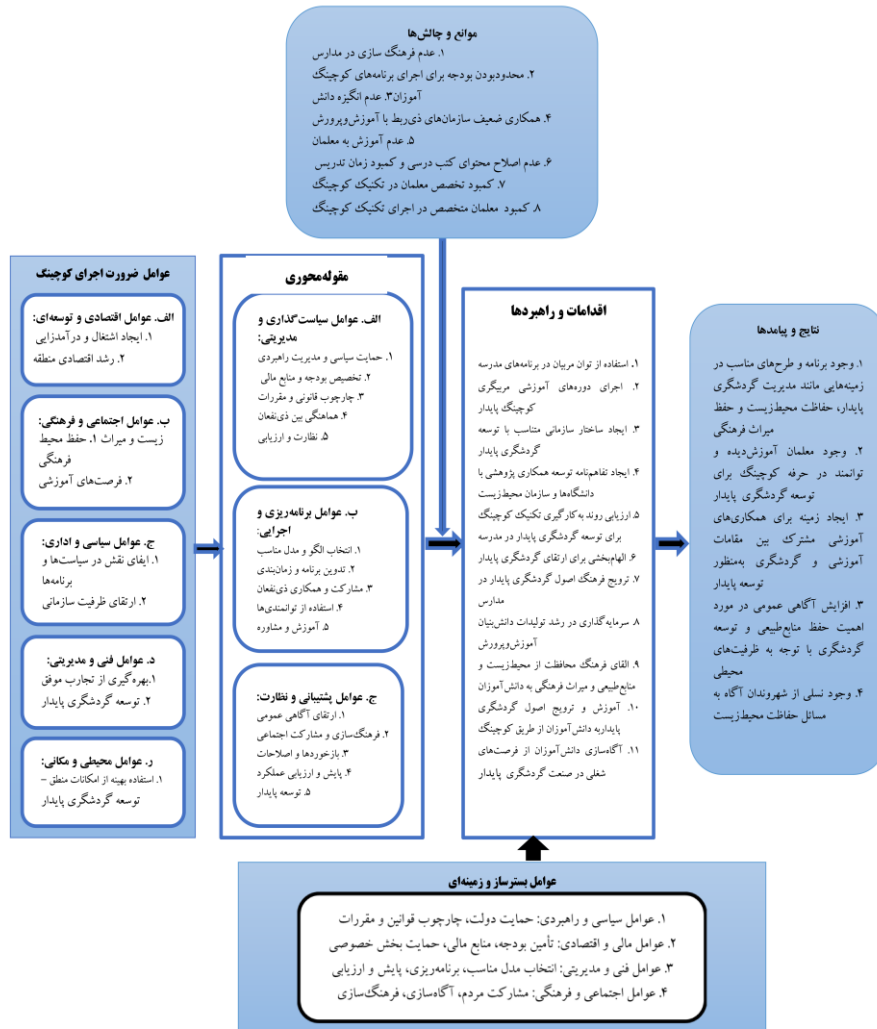 موانع و چالش‌ها
۱. عدم فرهنگ سازی در مدارس
۲. محدودبودن بودجه برای اجرای برنامه‌های کوچینگ
آموزان۳. عدم انگیزه دانش
۴. همکاری ضعیف سازمان‌های ذی‌ربط با آموزش‌وپرورش
۵. عدم آموزش به معلمان
۶. عدم اصلاح محتوای کتب درسی و کمبود زمان تدریس
۷. کمبود تخصص معلمان در تکنیک کوچینگ
۸. کمبود معلمان متخصص در اجرای تکنیک کوچینگ
عوامل ضرورت اجرای کوچینگ
الف. عوامل اقتصادی و توسعه‌ای:
۱. ایجاد اشتغال و درآمدزایی
۲. رشد اقتصادی منطقه
ب. عوامل اجتماعی و فرهنگی:
زیست و میراث ۱. حفظ محیط
فرهنگی
۲. فرصت‌های آموزشی
ج. عوامل سیاسی و اداری:
۱. ایفای نقش در سیاست‌ها و
برنامه‌ها
۲. ارتقای ظرفیت سازمانی
د. عوامل فنی و مدیریتی:
۱.بهره‌گیری از تجارب موفق
۲. توسعه گردشگری پایدار
ر. عوامل محیطی و مکانی:
۱. استفاده بهینه از امکانات منطق –
توسعه گردشگری پایدار
مقوله‌محوری
الف. عوامل سیاست‌گذاری و
مدیریتی:
۱. حمایت سیاسی و مدیریت راهبردی
۲. تخصیص بودجه و منابع مالی
۳. چارچوب قانونی و مقررات
۴. هماهنگی بین ذی‌نفعان
۵. نظارت و ارزیابی
ب. عوامل برنامه‌ریزی و
اجرایی:
۱. انتخاب الگو و مدل مناسب
۲. تدوین برنامه و زمان‌بندی
۳. مشارکت و همکاری ذی‌نفعان
۴. استفاده از توانمندی‌ها
۵. آموزش و مشاوره
ج. عوامل پشتیبانی و نظارت:
۱. ارتقای آگاهی عمومی
۲. فرهنگ‌سازی و مشارکت اجتماعی
۳. بازخوردها و اصلاحات
۴. پایش و ارزیابی عملکرد
۵. توسعه پایدار
اقدامات و راهبردها
۱. استفاده از توان مربیان در برنامه‌های مدرسه
۲. اجرای دوره‌های آموزشی مربیگری
کوچینگ پایدار
۳. ایجاد ساختار سازمانی متناسب با توسعه
گردشگری پایدار
۴. ایجاد تفاهم‌نامه توسعه همکاری پژوهشی با
دانشگاه‌ها و سازمان محیط‌زیست
۵. ارزیابی روند به‌کارگیری تکنیک کوچینگ
برای توسعه گردشگری پایدار در مدرسه
۶. الهام‌بخشی برای ارتقای گردشگری پایدار
۷. ترویج فرهنگ اصول گردشگری پایدار در
مدارس
۸. سرمایه‌گذاری در رشد تولیدات دانش‌بنیان
آموزش‌وپرورش
۹. القای فرهنگ محافظت از محیط‌زیست و
منابع‌طبیعی و میراث فرهنگی به دانش‌آموزان
۱۰. آموزش و ترویج اصول گردشگری
پایداربه دانش‌آموزان از طریق کوچینگ
۱۱. آگاه‌سازی دانش‌آموزان از فرصت‌های
شغلی در صنعت گردشگری پایدار
نتایج و پیامدها
۱. وجود برنامه و طرح‌های مناسب در
زمینه‌هایی مانند مدیریت گردشگری
پایدار، حفاظت محیط‌زیست و حفظ
میراث فرهنگی
۲. وجود معلمان آموزش‌دیده و
توانمند در حرفه کوچینگ برای
توسعه گردشگری پایدار
۳. ایجاد زمینه برای همکاری‌های
آموزشی مشترک بین مقامات
آموزشی و گردشگری به‌منظور
توسعه پایدار
۳. افزایش آگاهی عمومی در مورد
اهمیت حفظ منابع‌طبیعی و توسعه
گردشگری با توجه به ظرفیت‌های
محیطی
۴. وجود نسلی از شهروندان آگاه به
مسائل حفاظت محیط‌زیست
عوامل بسترساز و زمینه‌ای
۱. عوامل سیاسی و راهبردی: حمایت دولت، چارچوب قوانین و مقررات
۲. عوامل مالی و اقتصادی: تأمین بودجه، منابع مالی، حمایت بخش خصوصی
۳. عوامل فنی و مدیریتی: انتخاب مدل مناسب، برنامه‌ریزی، پایش و ارزیابی
۴. عوامل اجتماعی و فرهنگی: مشارکت مردم، آگاه‌سازی، فرهنگ‌سازی